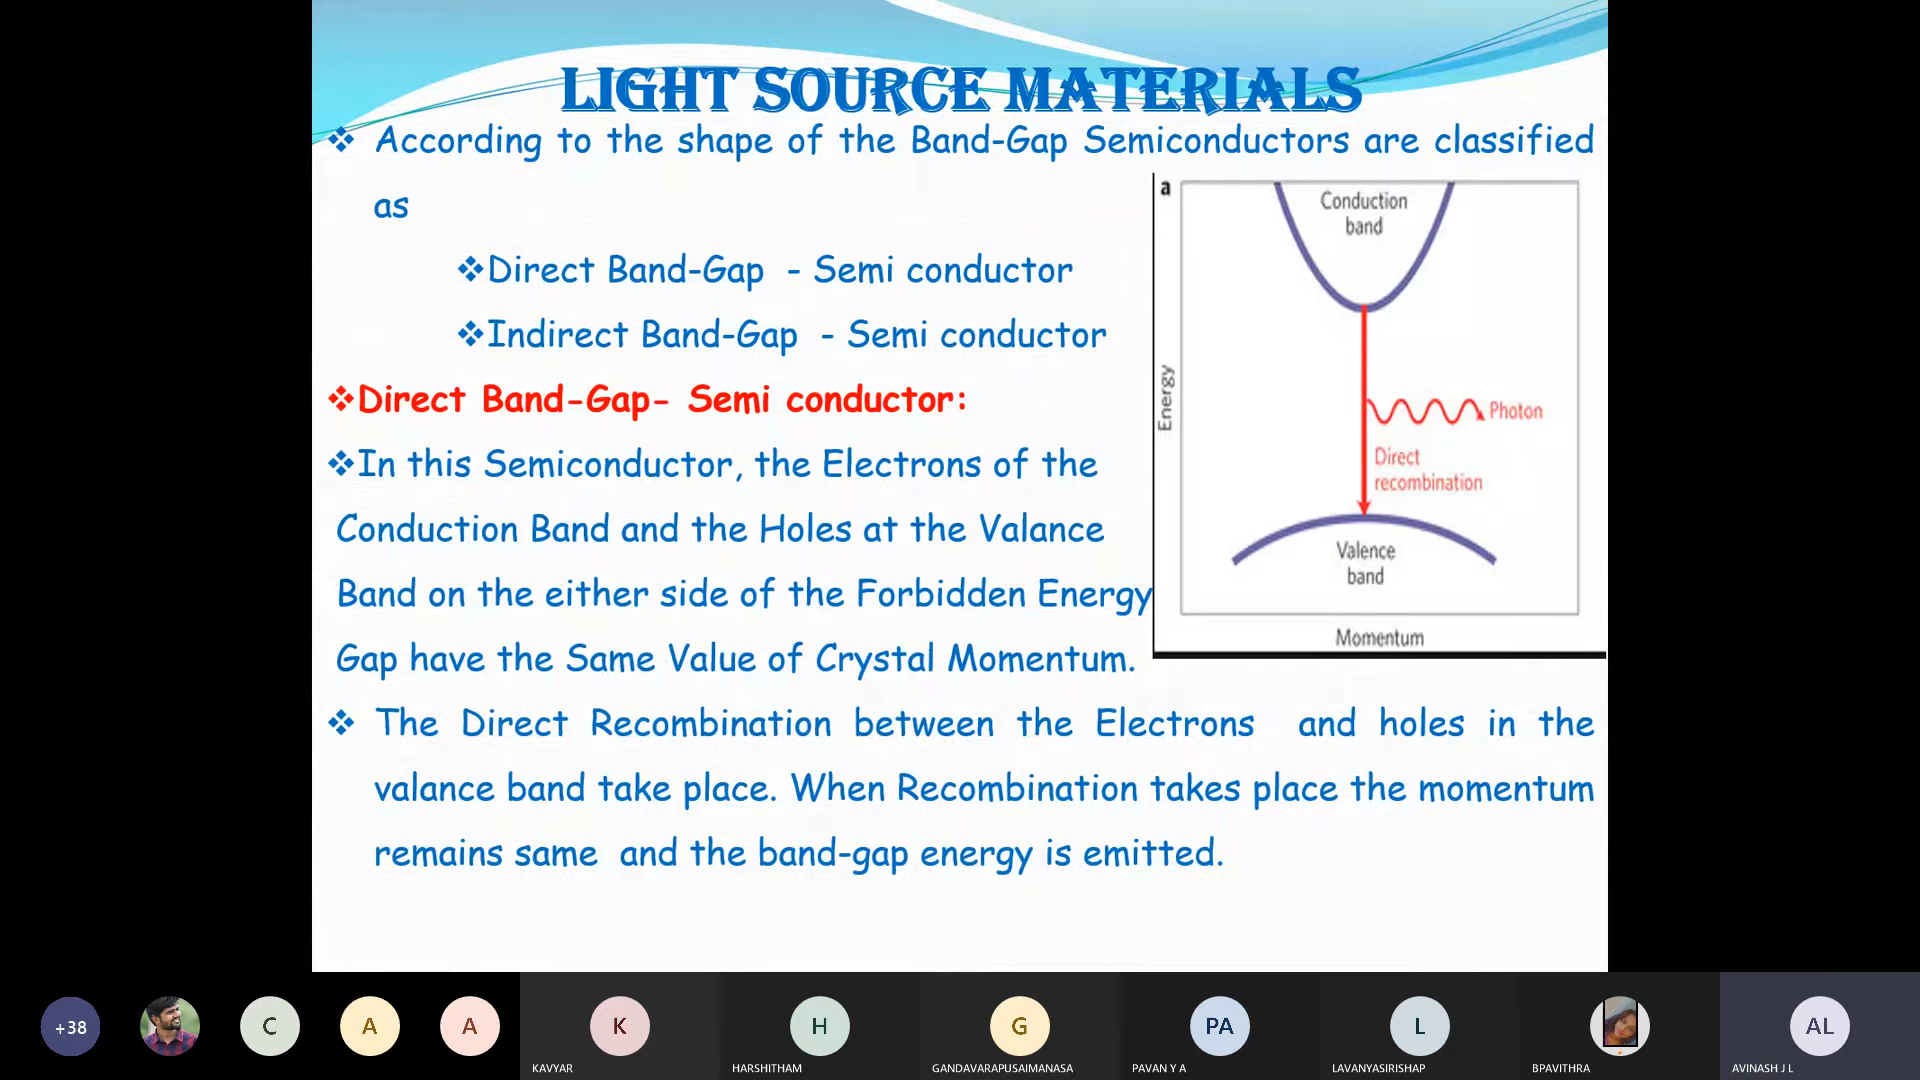 LIGHT SOURCE MATERIALS
❖ According to the shape of the Band-Gap Semiconductors are classified
as
❖Direct Band-Gap - Semi conductor
❖Indirect Band-Gap - Semi conductor
❖Direct Band-Gap- Semi conductor:
❖In this Semiconductor, the Electrons of the
Conduction Band and the Holes at the Valance
Band on the either side of the Forbidden Energy
Gap have the Same Value of Crystal Momentum.
❖ The Direct Recombination between the Electrons and holes in the
valance band take place. When Recombination takes place the momentum
remains same and the band-gap energy is emitted.
a
Conduction
band
Energy
Photon
Direct
recombination
Valence
band
Momentum
+38
C
A
A
K
KAVYAR
H
HARSHITHAM
G
GANDAVARAPUSAIMANASA
PA
PAVAN Y A
L
LAVANYASIRISHAP
BPAVITHRA
AL
AVINASH J L